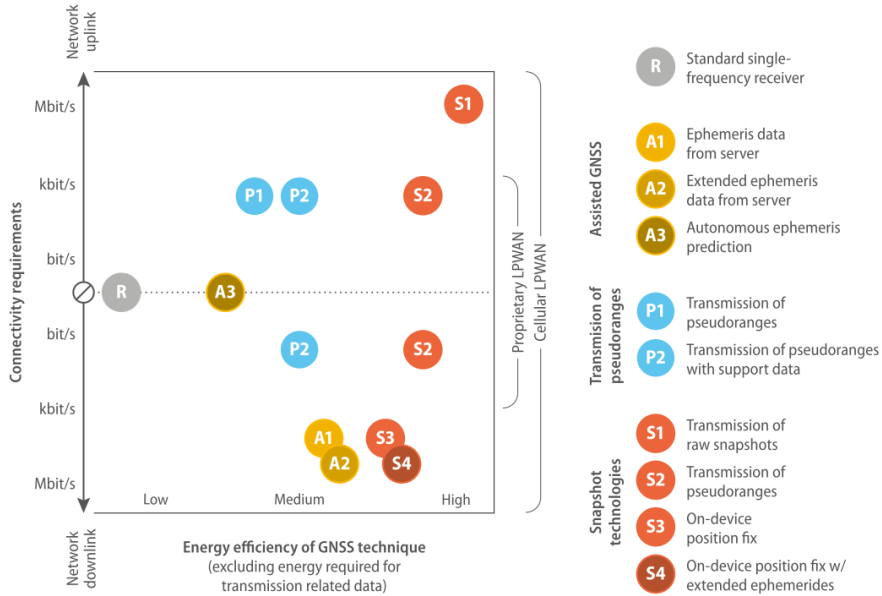 Network
uplink
Mbit/s
kbit/s
bit/s
bit/s
kbit/s
Mbit/s
Network
downlink
Connectivity requirements
S1
P1
P2
S2
R
A3
P2
S2
A1
A2
S3
S4
Low
Medium
High
Proprietary LPWAN
Cellular LPWAN
Energy efficiency of GNSS technique
(excluding energy required for
transmission related data)
R
Standard single-
frequency receiver
Assisted GNSS
A1
Ephemeris data
from server
A2
Extended ephemeris
data from server
A3
Autonomous ephemeris
prediction
Transmision of
pseudoranges
P1
Transmission of
pseudoranges
P2
Transmission of pseudoranges
with support data
Snapshot
technologies
S1
Transmission of
raw snapshots
S2
Transmission of
pseudoranges
S3
On-device
position fix
S4
On-device position fix w/
extended ephemerides